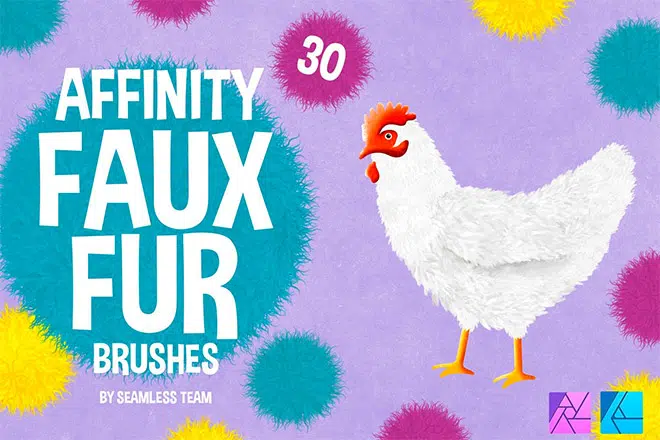 30
AFFINITY
FAUX
FUR
BRUSHES
BY SEAMLESS TEAM